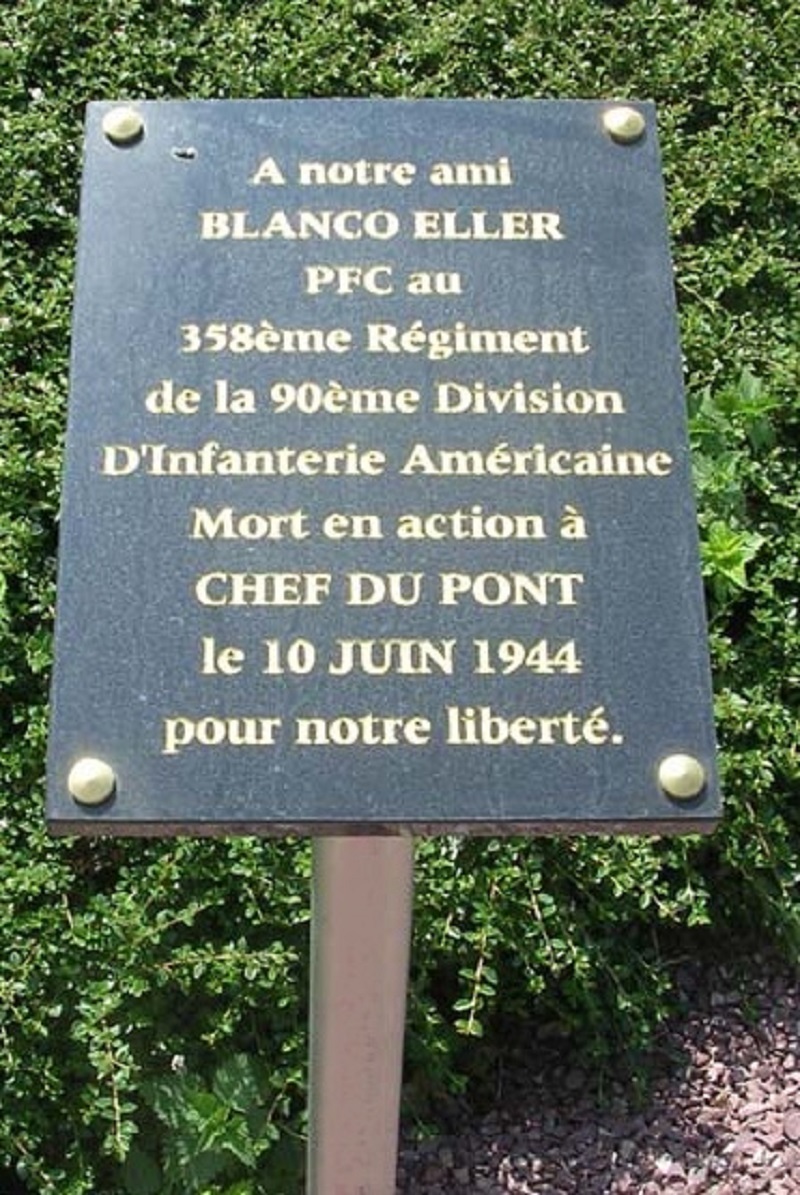 A notre ami
BLANCO ELLER
PFC au
358ème Régiment
de la 90ème Division
D'Infanterie Américaine
Mort en action à
CHEF DU PONT
le 10 JUIN 1944
pour notre liberté.